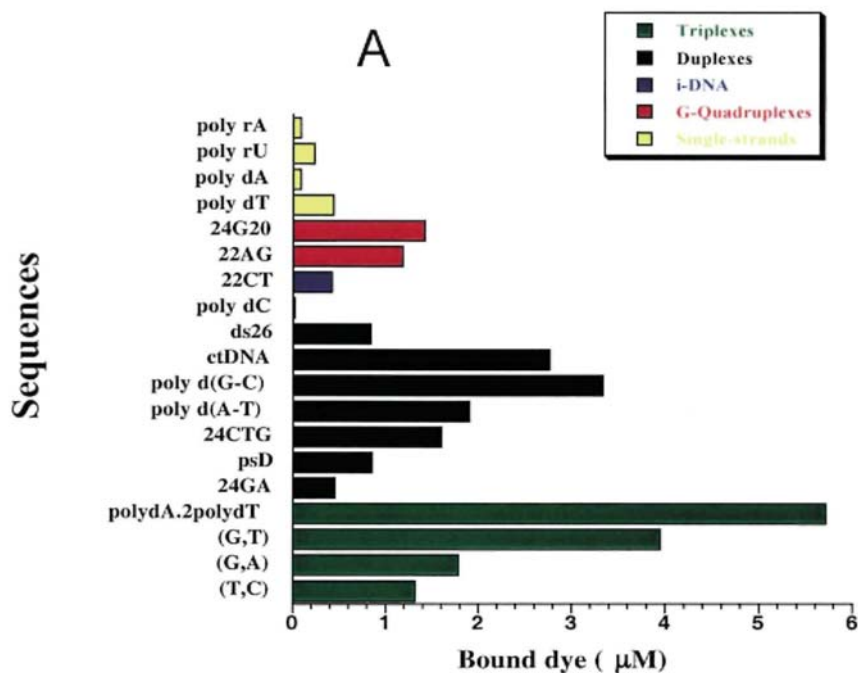 A
Triplexes
Duplexes
i-DNA
G-Quadruplexes
Single-strands
Sequences
poly rA
poly rU
poly dA
poly dT
24G20
22AG
22CT
poly dC
ds26
ctDNA
poly d(G-C)
poly d(A-T)
24CTG
psD
24GA
polydA.2polydT
(G,T)
(G,A)
(T,C)
0 1 2 3 4 5 6
Bound dye ( μM)